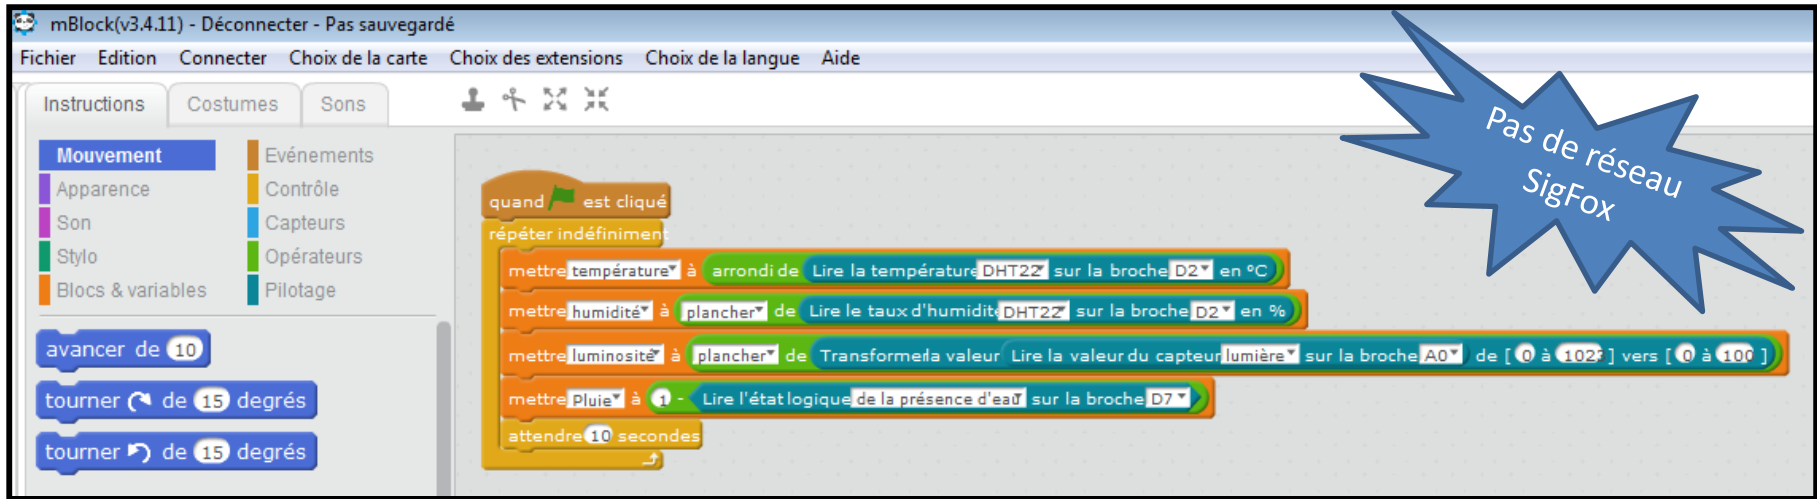 mBlock(v3.4.11) - Déconnecter - Pas sauvegardé
Fichier Edition Connecter Choix de la carte Choix des extensions Choix de la langue Aide
Instructions Costumes Sons
Mouvement Evénements
Apparence Contrôle
Son Capteurs
Stylo Opérateurs
Blocs & variables Pilotage
avancer de 10
tourner de 15 degrés
tourner de 15 degrés
quand est cliqué
répéter indéfiniment
mettre température à arrondi de Lire la température DHT22 sur la broche D2 en °C
mettre humidité à plancher de Lire le taux d'humidit DHT22 sur la broche D2 en %
mettre luminosité à plancher de Transformer la valeur Lire la valeur du capteur lumière sur la broche A0 de [ 0 à 1023 ] vers [ 0 à 100 ]
mettre Pluie à 1 - Lire l'état logique de la présence d'eau sur la broche D7
attendre 10 secondes
Pas de réseau
SigFox